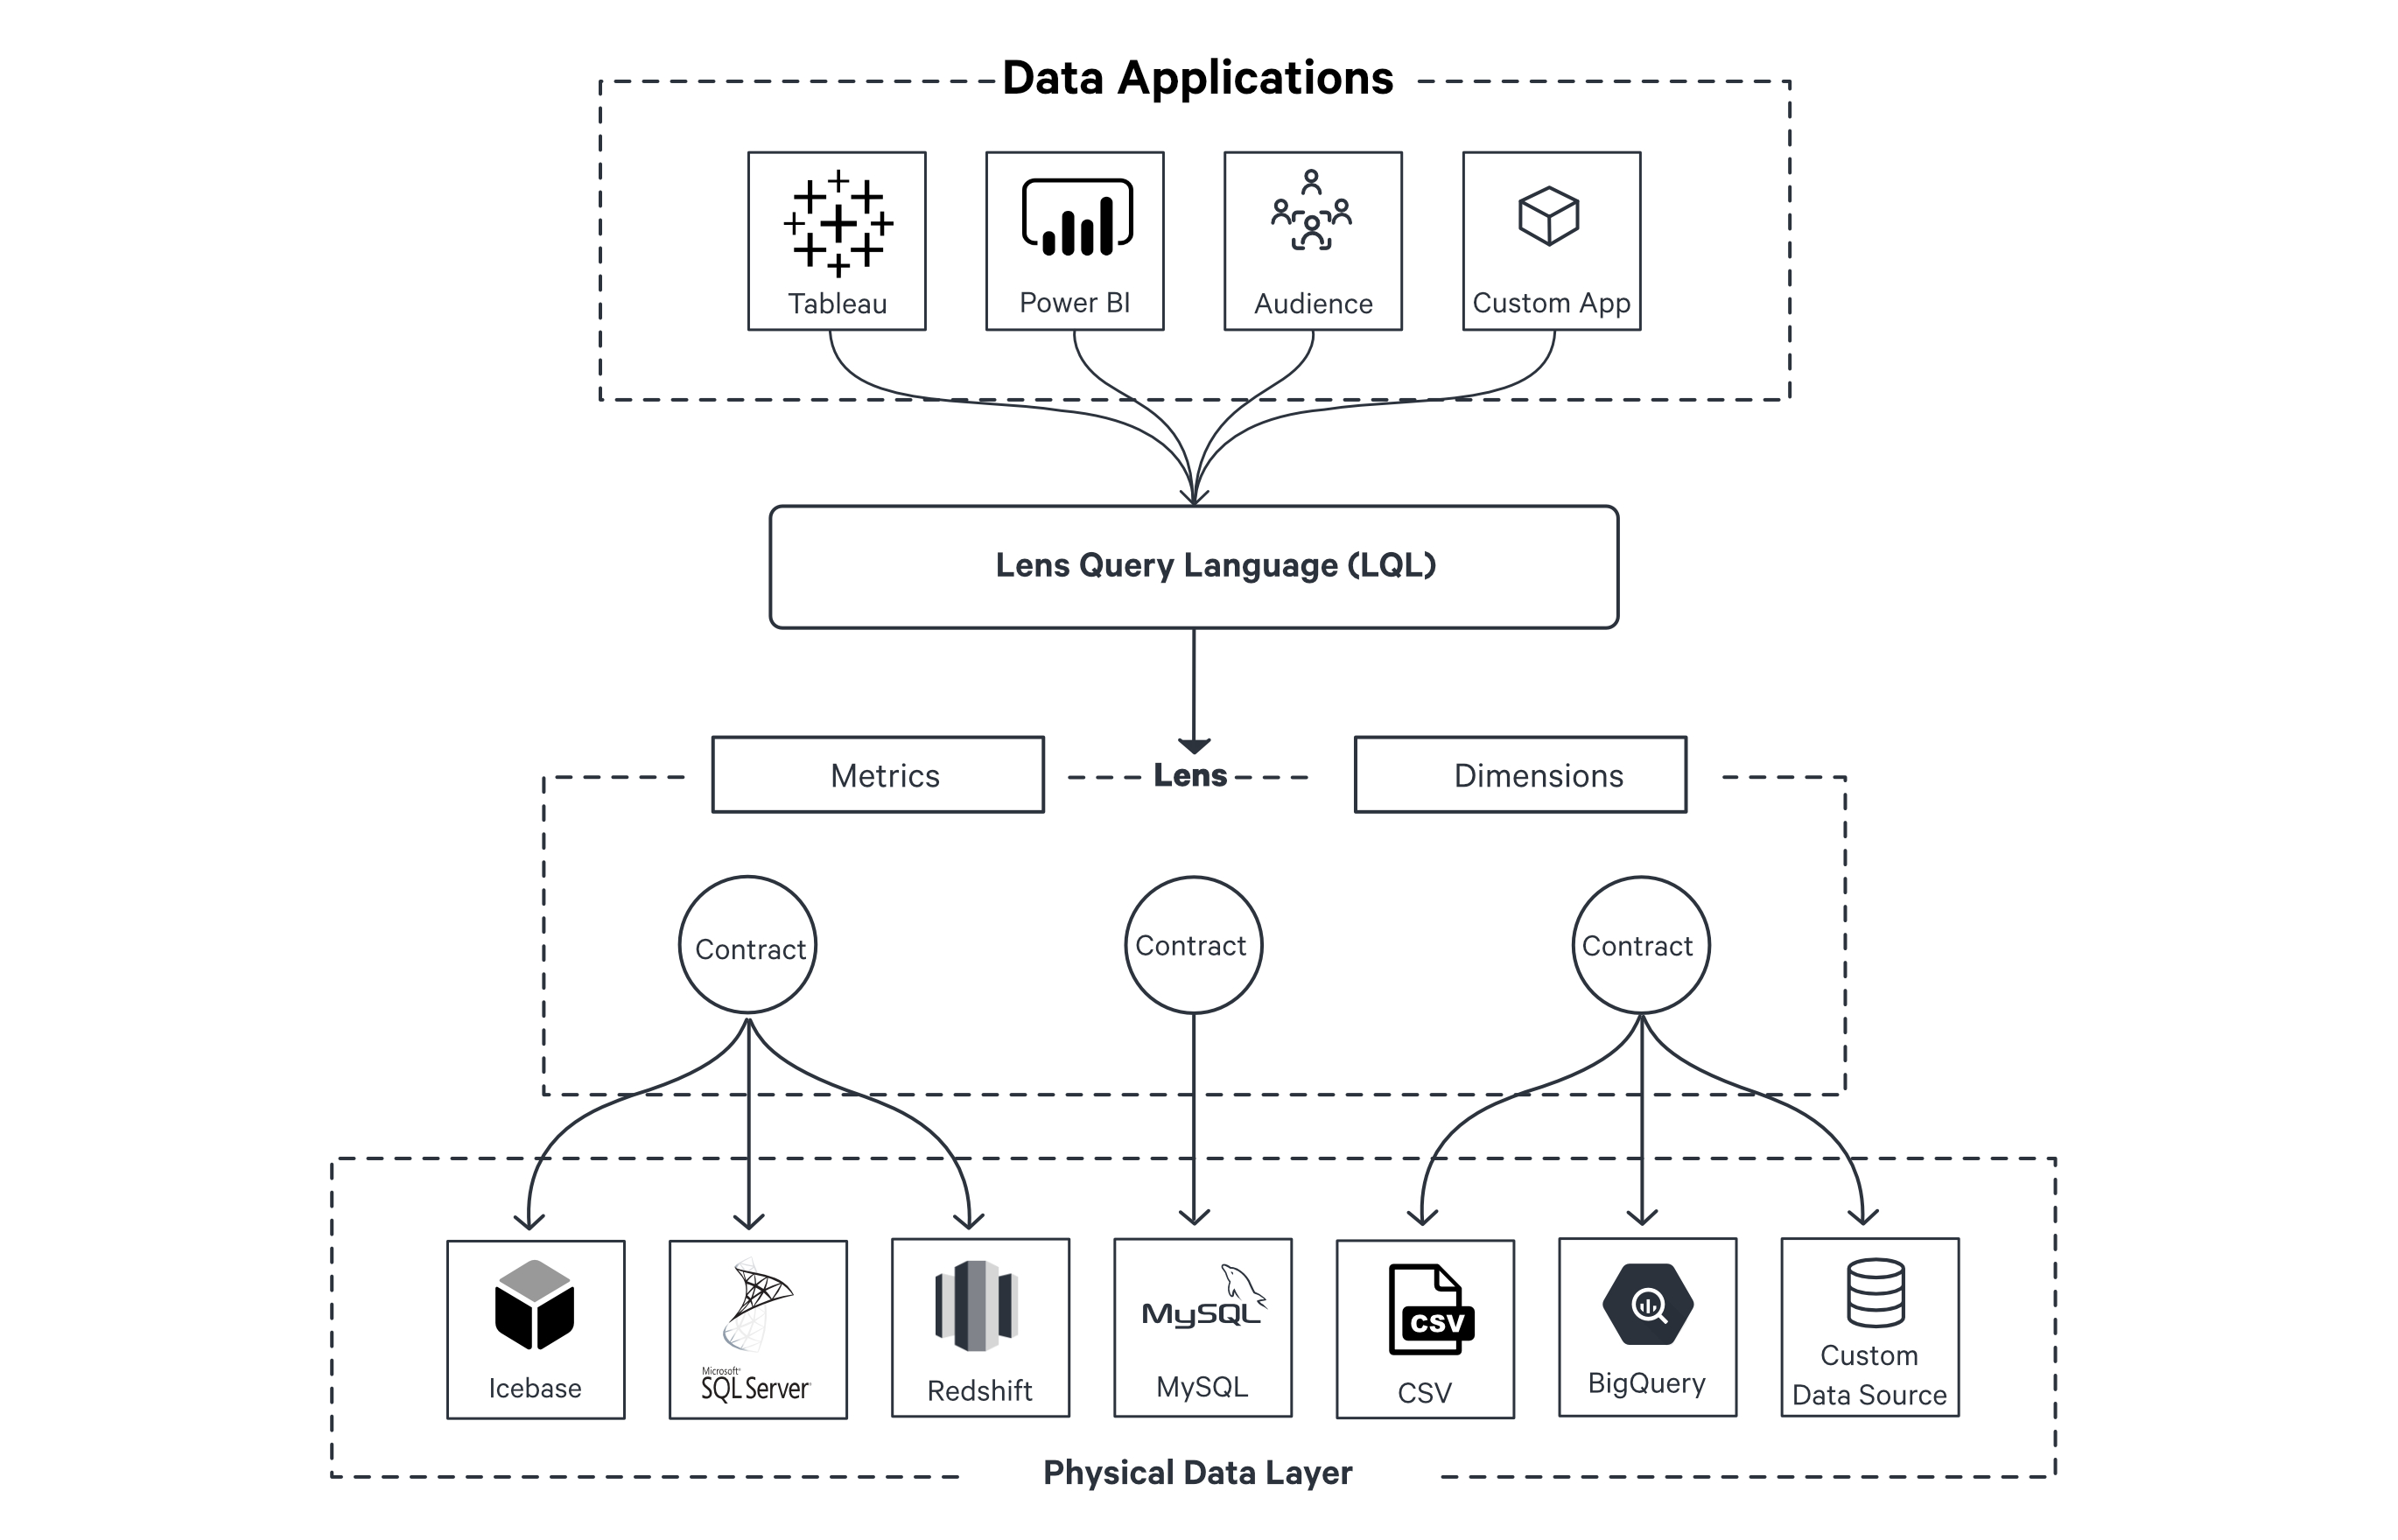 Data Applications
Tableau
Power BI
Audience
Custom App
Lens Query Language (LQL)
Metrics
Lens
Dimensions
Contract
Contract
Contract
Microsoft®
SQL Server®
Icebase
Redshift
MySQL
MySQL
CSV
CSV
BigQuery
Custom
Data Source
Physical Data Layer